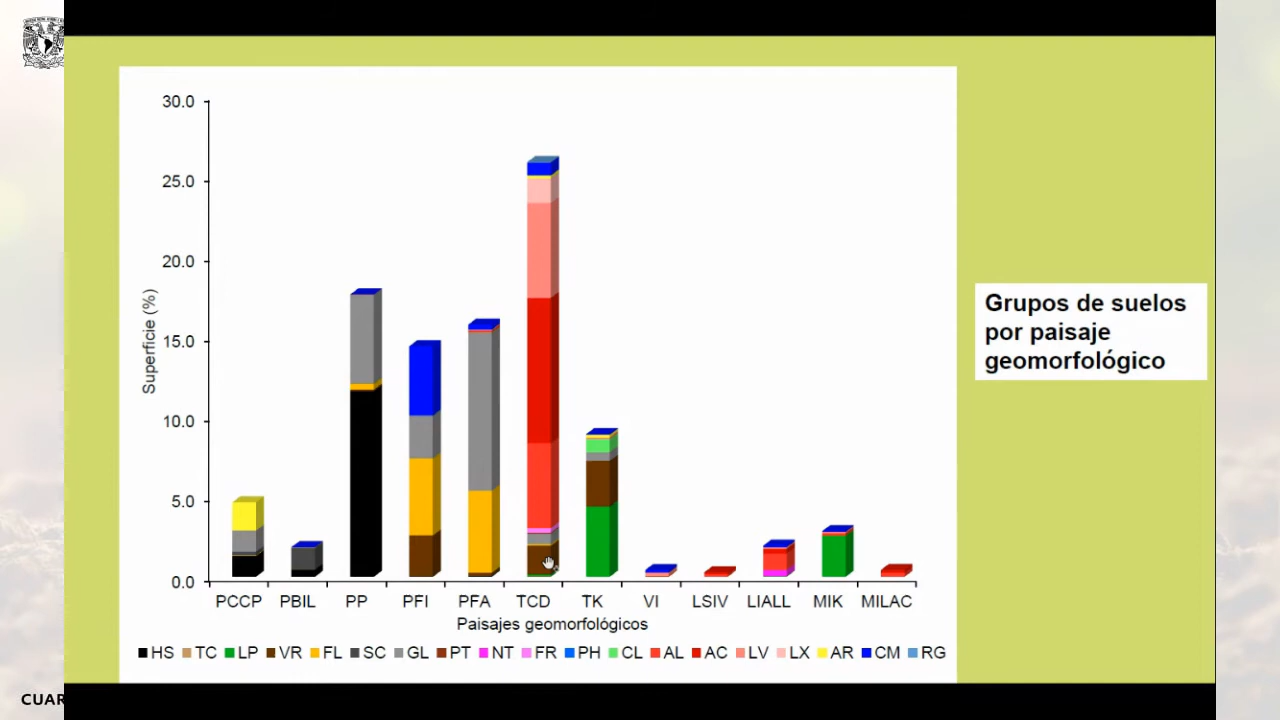 30.0
25.0
20.0
15.0
10.0
5.0
0.0
Superficie (%)
PCCP PBIL PP PFI PFA TCD TK VI LSIV LIALL MIK MILAC
Paisajes geomorfológicos
HS TC LP VR FL SC GL PT NT FR PH CL AL AC LV LX AR CM RG
Grupos de suelos
por paisaje
geomorfológico
CUAR